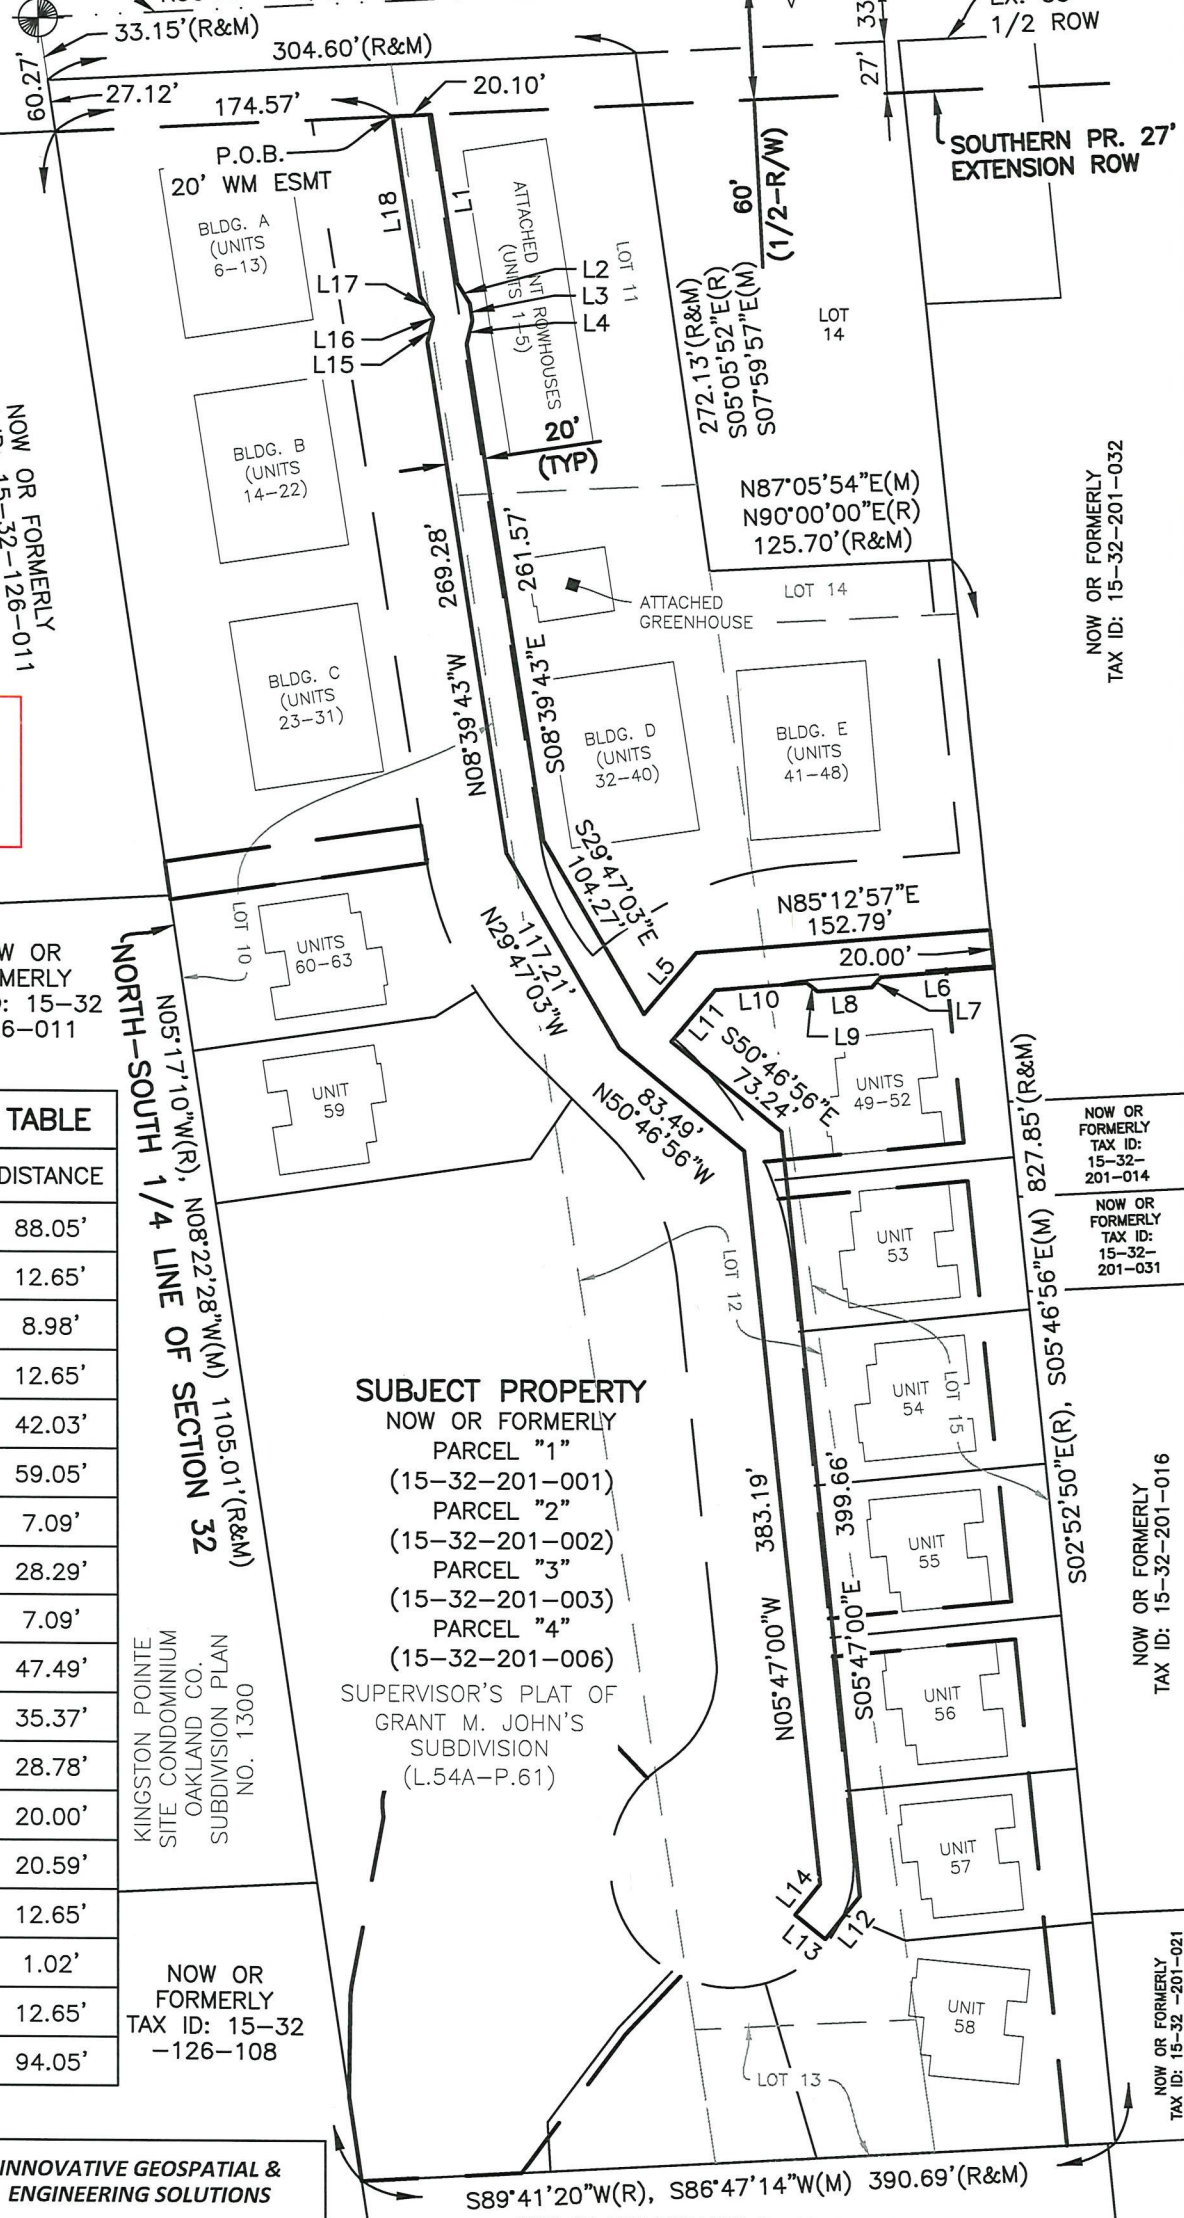 33.15'(R&M)
304.60'(R&M)
60.27'
27.12'
174.57'
20.10'
P.O.B.
20' WM ESMT
33
27'
1/2 ROW
SOUTHERN PR. 27'
EXTENSION ROW
60'
(1/2-R/W)
L18
L1
BLDG. A
(UNITS
6-13)
ATTACHED
ROWHOUSES
(UNITS 1-5)
LOT 11
L2
L3
L4
L17
L16
L15
272.13'(R&M)
S05°05'52"E(R)
S07°59'57"E(M)
LOT
14
20'
(TYP)
BLDG. B
(UNITS
14-22)
N87°05'54"E(M)
N90°00'00"E(R)
125.70'(R&M)
NOW OR FORMERLY
TAX ID: 15-32-201-032
NOW OR FORMERLY
15-32-126-011
269.28'
N08°39'43"W
261.57'
S08°39'43"E
ATTACHED
GREENHOUSE
LOT 14
BLDG. C
(UNITS
23-31)
BLDG. D
(UNITS
32-40)
BLDG. E
(UNITS
41-48)
S29°47'03"E
104.27'
N85°12'57"E
152.79'
20.00'
LOT 10
UNITS
60-63
117.21'
N29°47'03"W
L5
L6
L7
L8
L9
L10
L11
S50°46'56"E
73.24'
UNITS
49-52
OR
15-32
6-011
NORTH-SOUTH 1/4 LINE OF SECTION 32
N05°17'10"W(R), N08°22'28"W(M) 1105.01'(R&M)
UNIT
59
83.49'
N50°46'56"W
TABLE
DISTANCE
88.05'
12.65'
8.98'
12.65'
42.03'
59.05'
7.09'
28.29'
7.09'
47.49'
35.37'
28.78'
20.00'
20.59'
12.65'
1.02'
12.65'
94.05'
NOW OR
FORMERLY
TAX ID:
15-32-
201-014
NOW OR
FORMERLY
TAX ID:
15-32-
201-031
S02°52'50"E(R), S05°46'56"E(M) 827.85'(R&M)
UNIT
53
LOT 12
UNIT
54
LOT 15
SUBJECT PROPERTY
NOW OR FORMERLY
PARCEL "1"
(15-32-201-001)
PARCEL "2"
(15-32-201-002)
PARCEL "3"
(15-32-201-003)
PARCEL "4"
(15-32-201-006)
SUPERVISOR'S PLAT OF
GRANT M. JOHN'S
SUBDIVISION
(L.54A-P.61)
383.19'
N05°47'00"W
399.66'
S05°47'00"E
UNIT
55
UNIT
56
UNIT
57
UNIT
58
NOW OR FORMERLY
TAX ID: 15-32-201-016
KINGSTON POINTE
SITE CONDOMINIUM
OAKLAND CO.
SUBDIVISION PLAN
NO. 1300
L14
L13
L12
NOW OR
FORMERLY
TAX ID: 15-32
-126-108
NOW OR FORMERLY
TAX ID: 15-32 -201-021
LOT 13
INNOVATIVE GEOSPATIAL &
ENGINEERING SOLUTIONS
S89°41'20"W(R), S86°47'14"W(M) 390.69'(R&M)